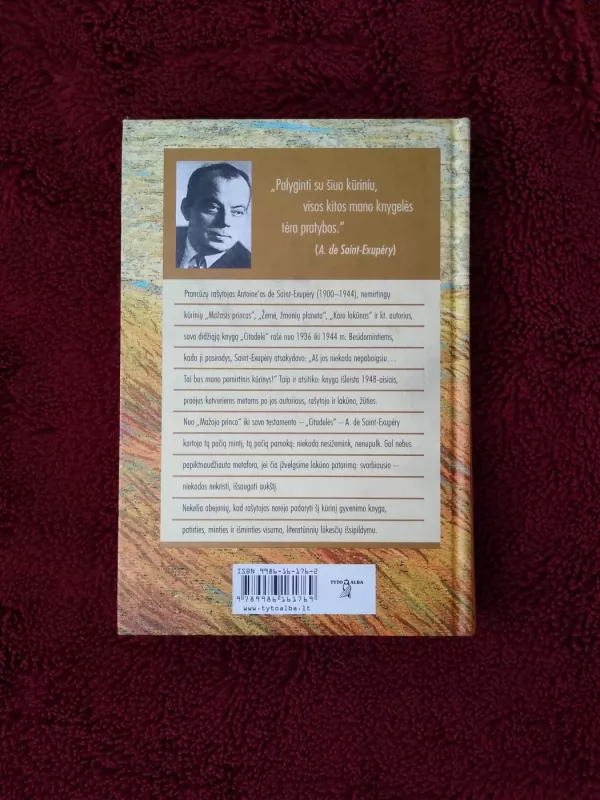 „Palyginti su šiuo kūriniu,
visos kitos mano knygelės
tėra pratybos.“
(A. de Saint-Exupéry)
Prancūzų rašytojas Antoine'as de Saint-Exupéry (1900–1944), nemirtingų
kūrinių „Mažasis princas“, „Žemė, žmonių planeta“, „Karo lakūnas“ ir kt. autorius,
savo didžiąją knygą „Citadelė“ rašė nuo 1936 iki 1944 m. Besidomintiems,
kada ji pasirodys, Saint-Exupéry atsakydavo: „Aš jos niekada nepabaigsiu...
Tai bus mano pomirtinis kūrinys!“ Taip ir atsitiko: knyga išleista 1948-aisiais,
praėjus ketveriems metams po jos autoriaus, rašytojo ir lakūno, žūties.
Nuo „Mažojo princo“ iki savo testamento – „Citadelės“ – A. de Saint-Exupéry
kartoja tą pačią mintį, tą pačią pamoką: niekada nesižemink, nenupulk. Gal nebus
papiktnaudžiauta metafora, jei čia įžvelgsime lakūno patarimą: svarbiausia –
niekados nekristi, išsaugoti aukštį.
Nekelia abejonių, kad rašytojas norėjo padaryti šį kūrinį gyvenimo knyga,
patirties, minties ir išminties visuma, literatūrinių lūkesčių išsipildymu.
ISBN 9986-16-176-2
TYTO ALBA
9 789986 161769
www.tytoalba.lt